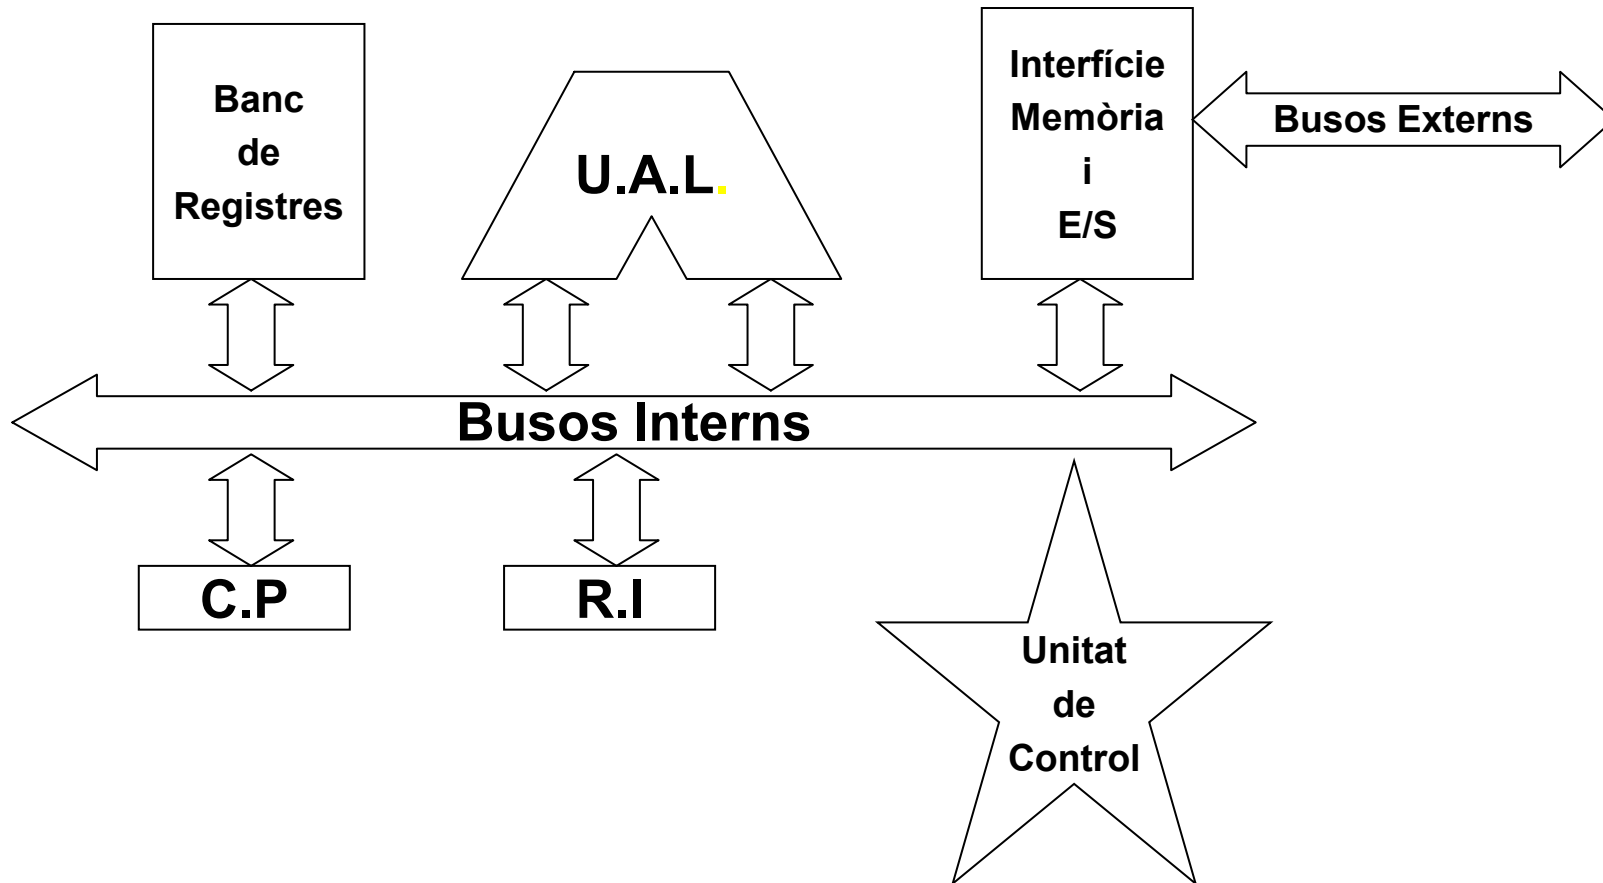 Banc
de
Registres
U.A.L.
Interfície
Memòria
i
E/S
Busos Externs
Busos Interns
C.P
R.I
Unitat
de
Control